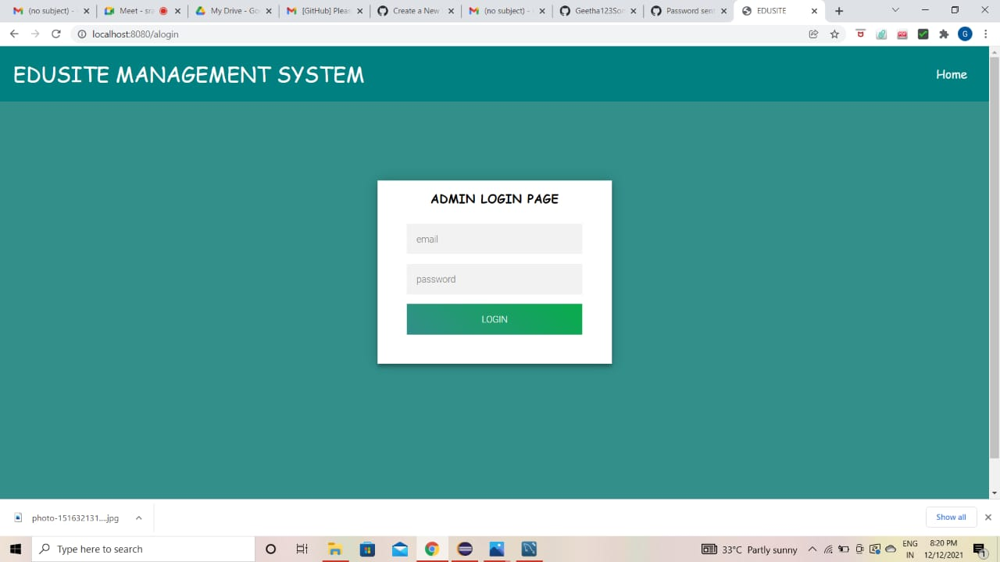 (no subject) -
Meet - sra
My Drive - Go
[GitHub] Pleas
Create a New
(no subject) -
Geetha123Son
Password sent
EDUSITE
localhost:8080/alogin
G
EDUSITE MANAGEMENT SYSTEM
Home
ADMIN LOGIN PAGE
email
password
LOGIN
photo-151632131....jpg
Show all
Type here to search
33°C Partly sunny
ENG
IN
8:20 PM
12/12/2021
1